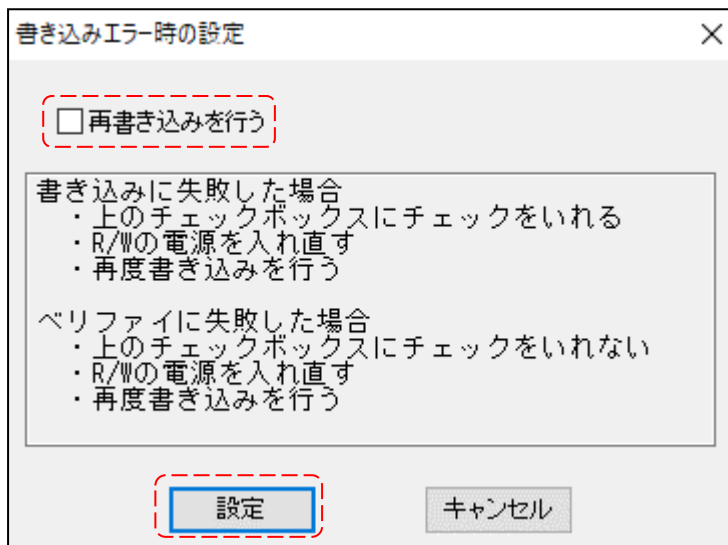 書き込みエラー時の設定
再書き込みを行う
書き込みに失敗した場合
・上のチェックボックスにチェックをいれる
・R/Wの電源を入れ直す
・再度書き込みを行う
ベリファイに失敗した場合
・上のチェックボックスにチェックをいれない
・R/Wの電源を入れ直す
・再度書き込みを行う
設定 キャンセル